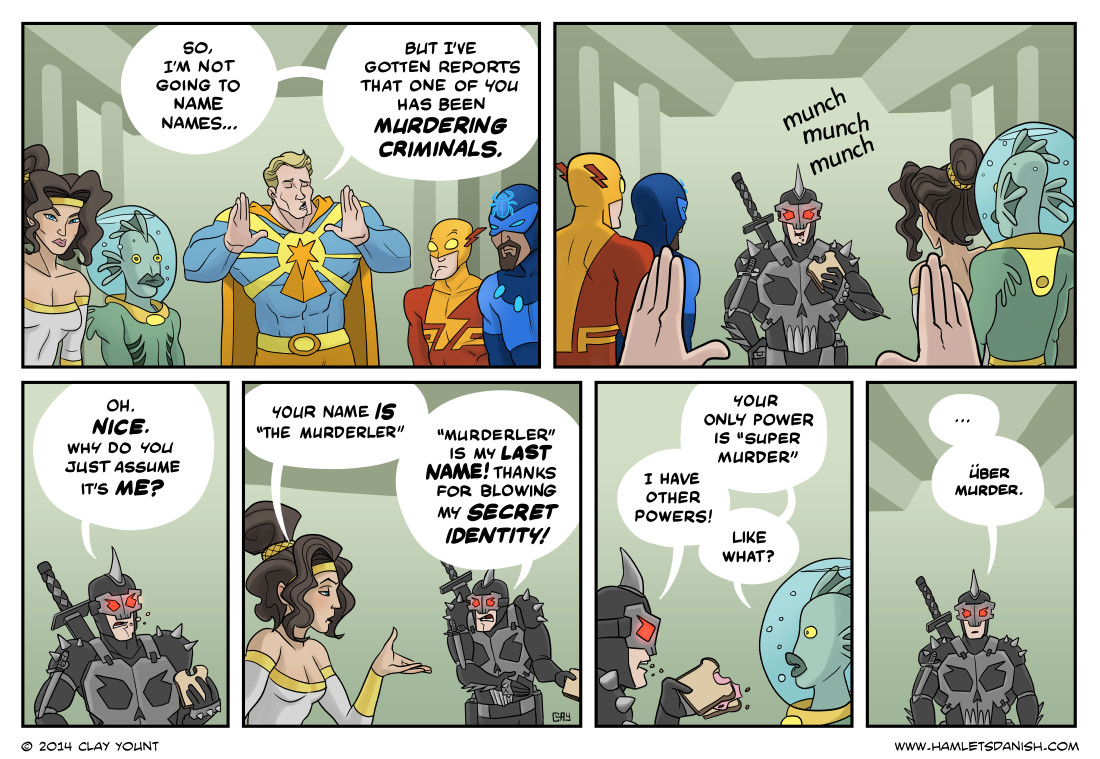 SO,
I'M NOT
GOING TO
NAME
NAMES...
BUT I'VE
GOTTEN REPORTS
THAT ONE OF YOU
HAS BEEN
MURDERING
CRIMINALS.
munch
munch
munch
OH.
NICE.
WHY DO YOU
JUST ASSUME
IT'S ME?
YOUR NAME IS
"THE MURDERLER"
"MURDERLER"
IS MY LAST
NAME! THANKS
FOR BLOWING
MY SECRET
IDENTITY!
CAY
YOUR
ONLY POWER
IS "SUPER
MURDER"
I HAVE
OTHER
POWERS!
LIKE
WHAT?
...
ÜBER
MURDER.
© 2014 CLAY YOUNT
WWW.HAMLETSDANISH.COM